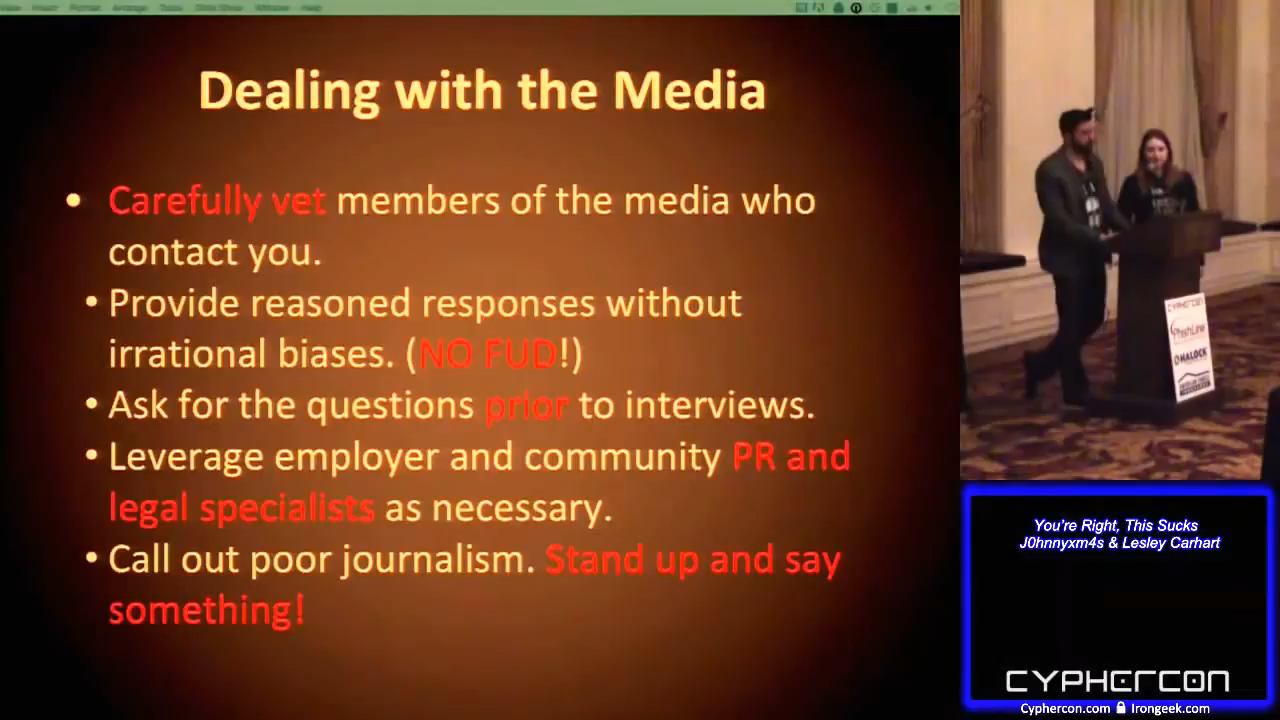 Dealing with the Media
• Carefully vet members of the media who
contact you.
• Provide reasoned responses without
irrational biases. (NO FUD!)
• Ask for the questions prior to interviews.
• Leverage employer and community PR and
legal specialists as necessary.
• Call out poor journalism. Stand up and say
something!
CYPHERCON
PhishLine
HALOCK
You're Right, This Sucks
J0hnnyxm4s & Lesley Carhart
CYPHERCON
Cyphercon.com Irongeek.com